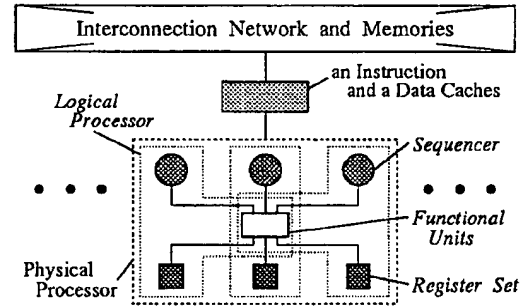 Interconnection Network and Memories
an Instruction
and a Data Caches
Logical
Processor
Sequencer
Functional
Units
Physical
Processor
Register Set